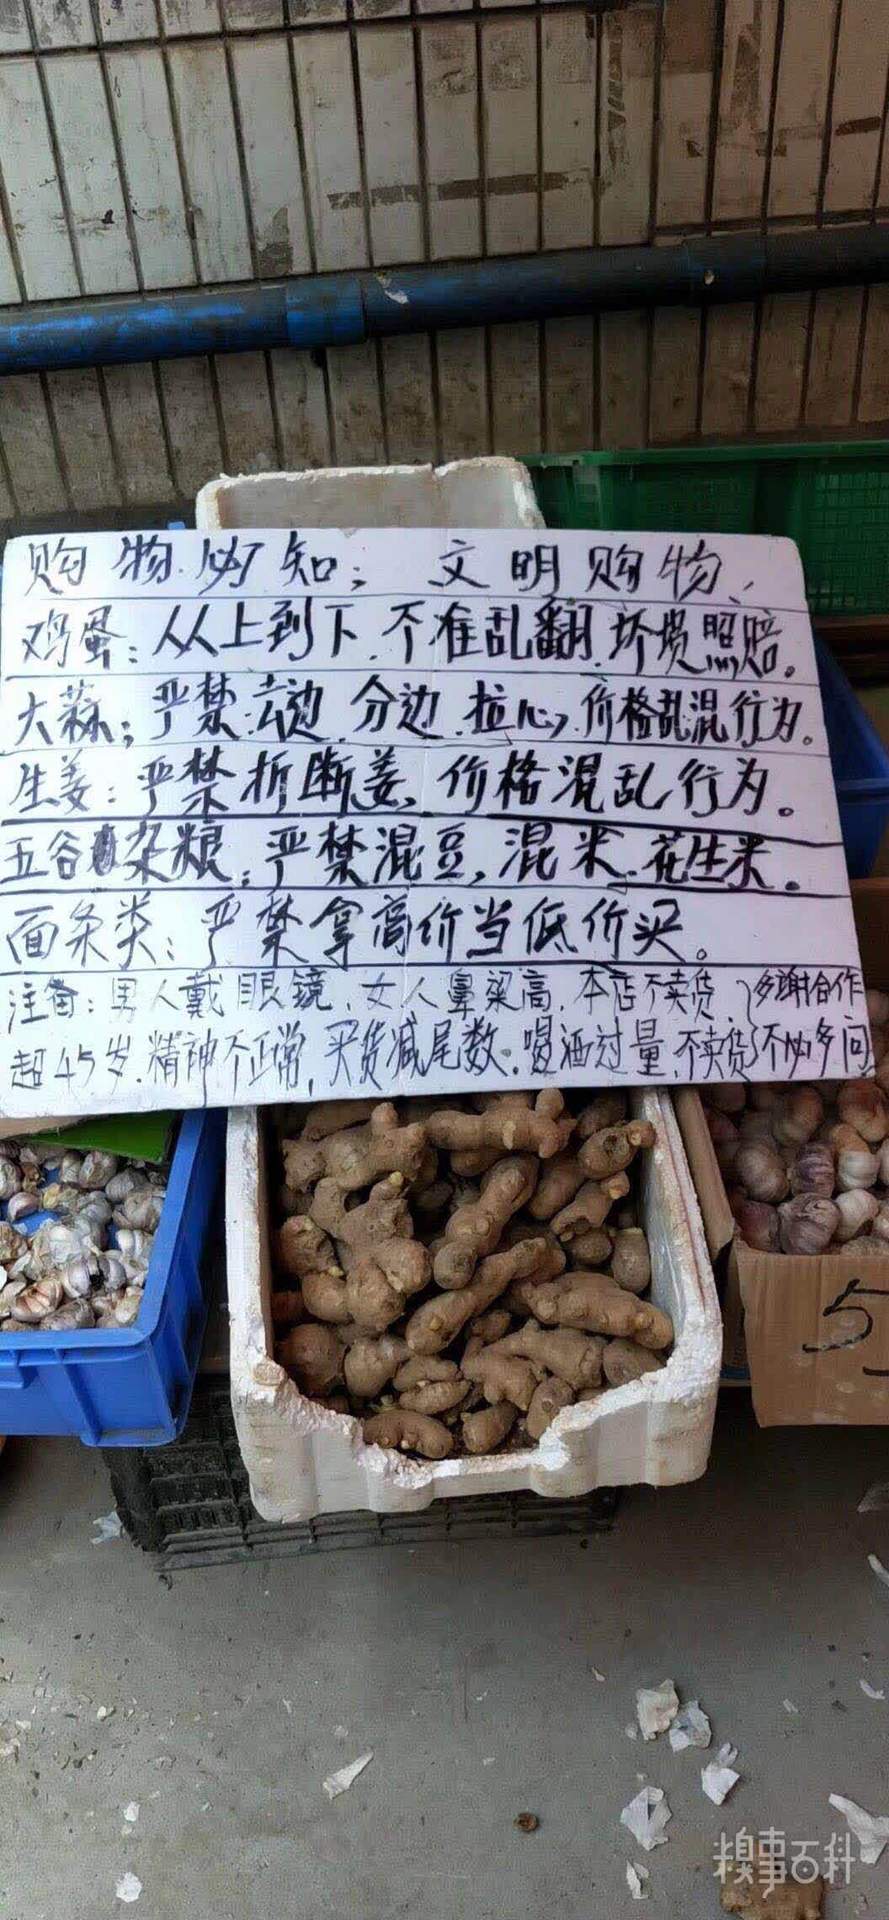 购物必知：文明购物、
鸡蛋：从上到下.不准乱翻.坏蛋照赔。
大蒜：严禁去边.分边.拉心，价格乱混行为。
生姜：严禁折断姜，价格混乱行为。
五谷杂粮：严禁混豆，混米.花生米。
面条类：严禁拿高价当低价买。
注备：男人戴眼镜、女人鼻梁高.本店不卖货 多谢合作
超45岁.精神不正常，买货减尾数.喝酒过量.不卖货 不必多问
5
糗事百科